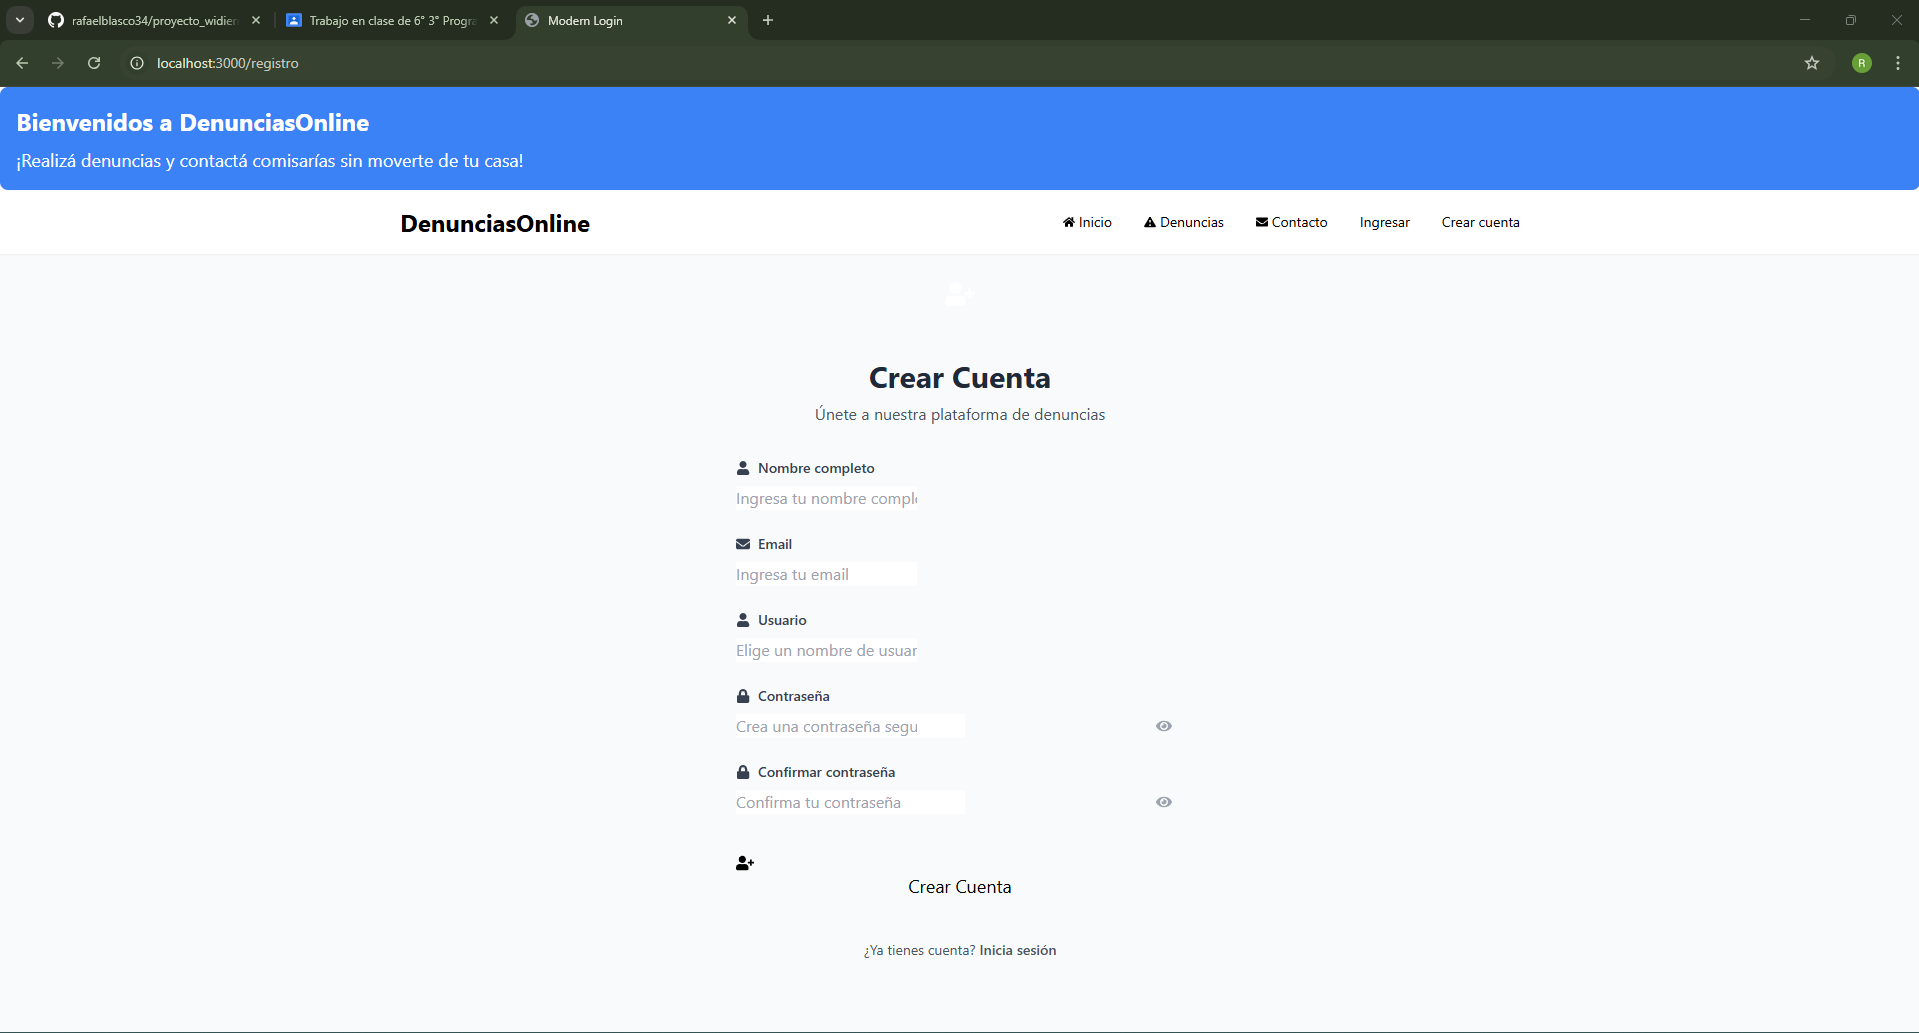 rafaelblasco34/proyecto_widier
Trabajo en clase de 6° 3° Progra
Modern Login
localhost:3000/registro
R
Bienvenidos a DenunciasOnline
¡Realizá denuncias y contactá comisarías sin moverte de tu casa!
DenunciasOnline
Inicio
Denuncias
Contacto
Ingresar
Crear cuenta
Crear Cuenta
Únete a nuestra plataforma de denuncias
Nombre completo
Ingresa tu nombre comple
Email
Ingresa tu email
Usuario
Elige un nombre de usuar
Contraseña
Crea una contraseña segu
Confirmar contraseña
Confirma tu contraseña
Crear Cuenta
¿Ya tienes cuenta? Inicia sesión